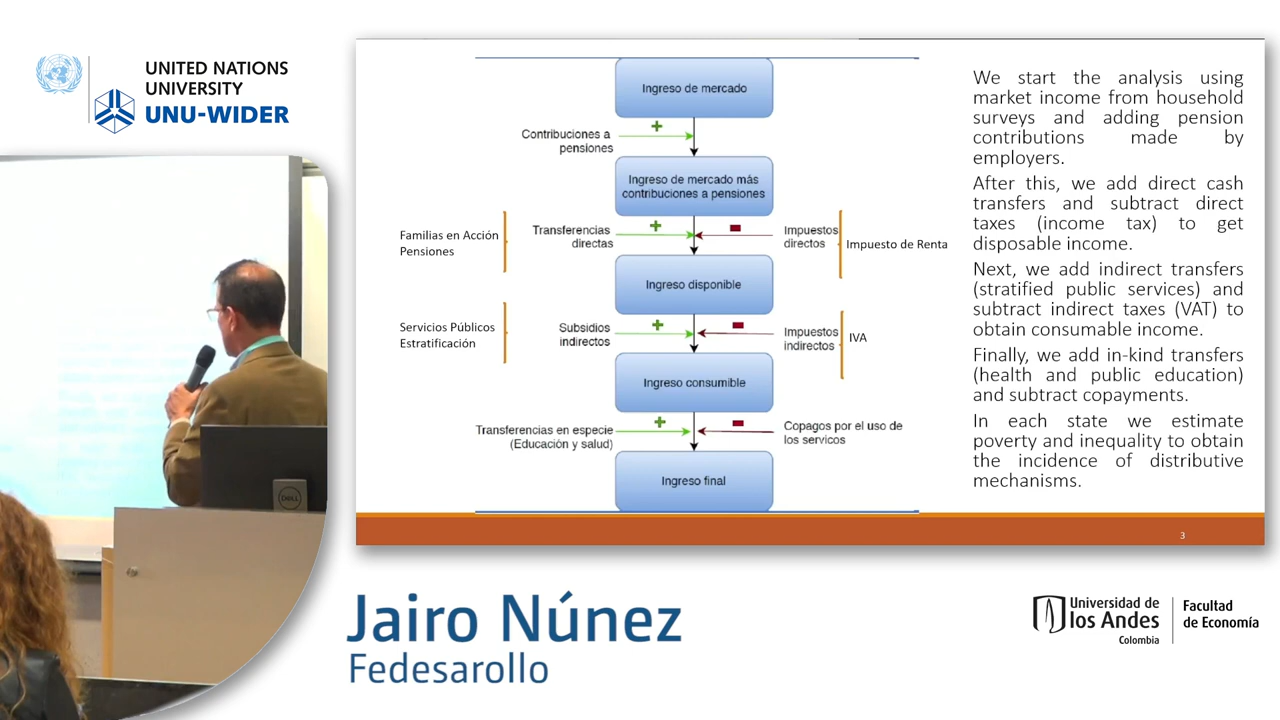 UNITED NATIONS
UNIVERSITY
UNU-WIDER
Ingreso de mercado
Contribuciones a
pensiones
Ingreso de mercado más
contribuciones a pensiones
Familias en Acción
Pensiones
Transferencias
directas
Impuestos
directos
Impuesto de Renta
Ingreso disponible
Servicios Públicos
Estratificación
Subsidios
indirectos
Impuestos
indirectos
IVA
Ingreso consumible
Transferencias en especie
(Educación y salud)
Copagos por el uso de
los servicos
Ingreso final
We start the analysis using
market income from household
surveys and adding pension
contributions made by
employers.
After this, we add direct cash
transfers and subtract direct
taxes (income tax) to get
disposable income.
Next, we add indirect transfers
(stratified public services) and
subtract indirect taxes (VAT) to
obtain consumable income.
Finally, we add in-kind transfers
(health and public education)
and subtract copayments.
In each state we estimate
poverty and inequality to obtain
the incidence of distributive
mechanisms.
3
DELL
Jairo Núnez
Fedesarollo
Universidad de
los Andes
Colombia
Facultad
de Economía